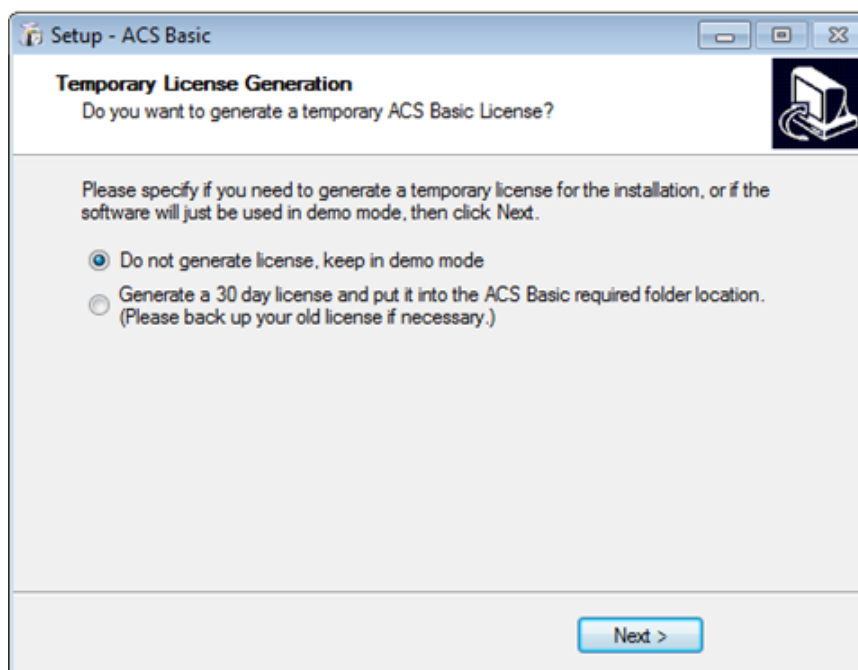 Setup - ACS Basic
Temporary License Generation
Do you want to generate a temporary ACS Basic License?
Please specify if you need to generate a temporary license for the installation, or if the
software will just be used in demo mode, then click Next.
Do not generate license, keep in demo mode
Generate a 30 day license and put it into the ACS Basic required folder location.
(Please back up your old license if necessary.)
Next >